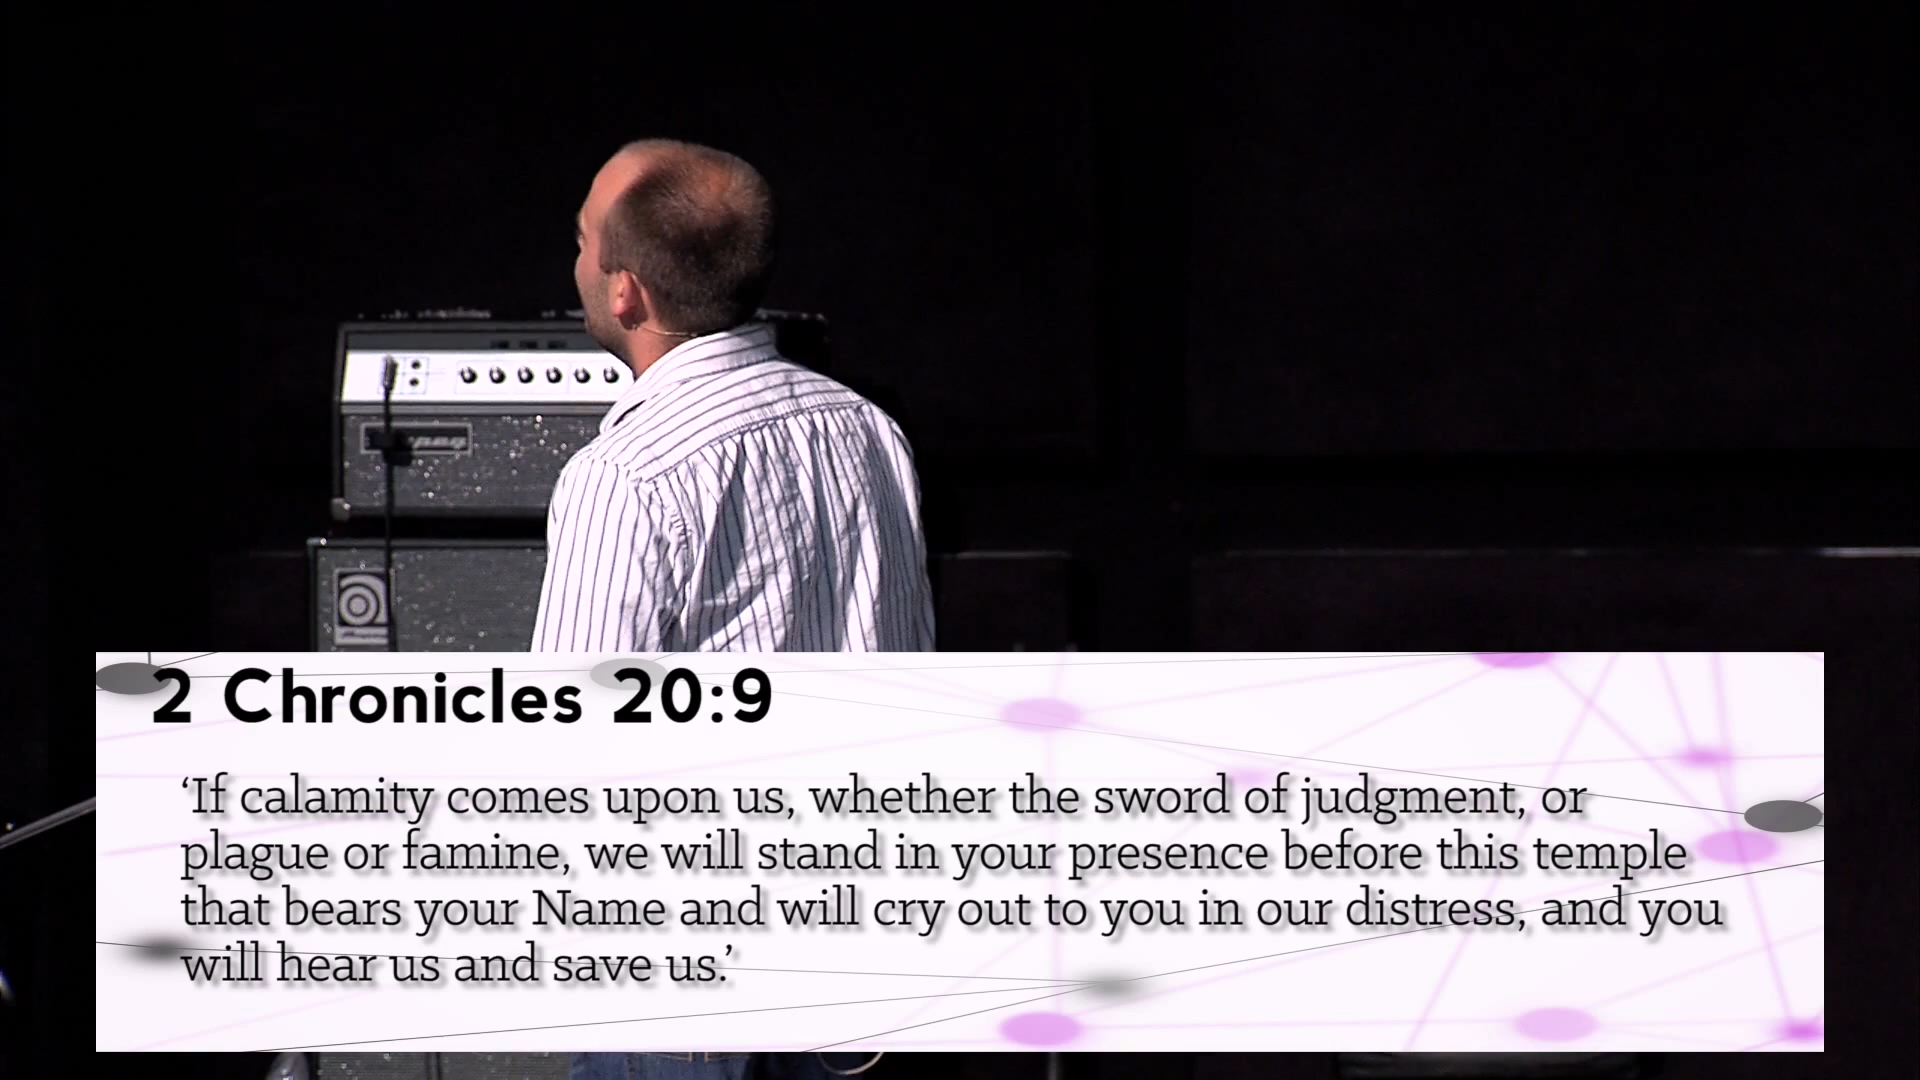 2 Chronicles 20:9
‘If calamity comes upon us, whether the sword of judgment, or
plague or famine, we will stand in your presence before this temple
that bears your Name and will cry out to you in our distress, and you
will hear us and save us.’